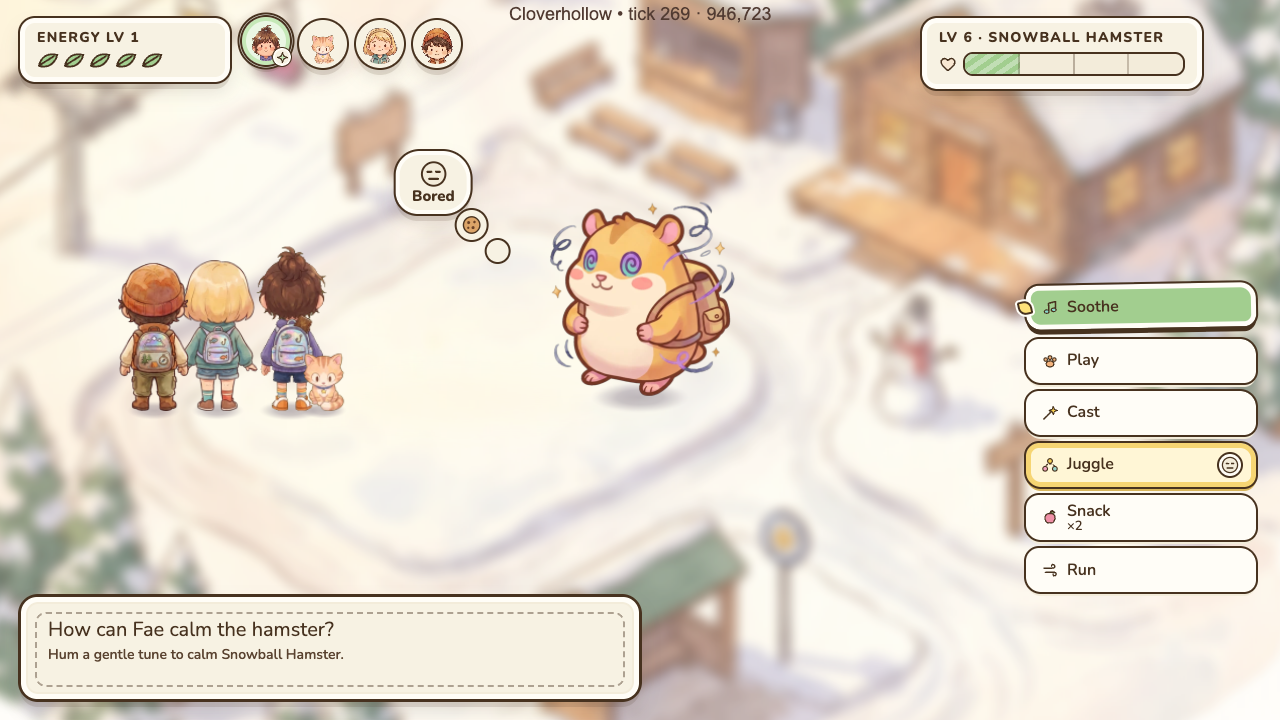 Cloverhollow • tick 269 · 946,723
ENERGY LV 1
LV 6 · SNOWBALL HAMSTER
Bored
Soothe
Play
Cast
Juggle
Snack
×2
Run
How can Fae calm the hamster?
Hum a gentle tune to calm Snowball Hamster.